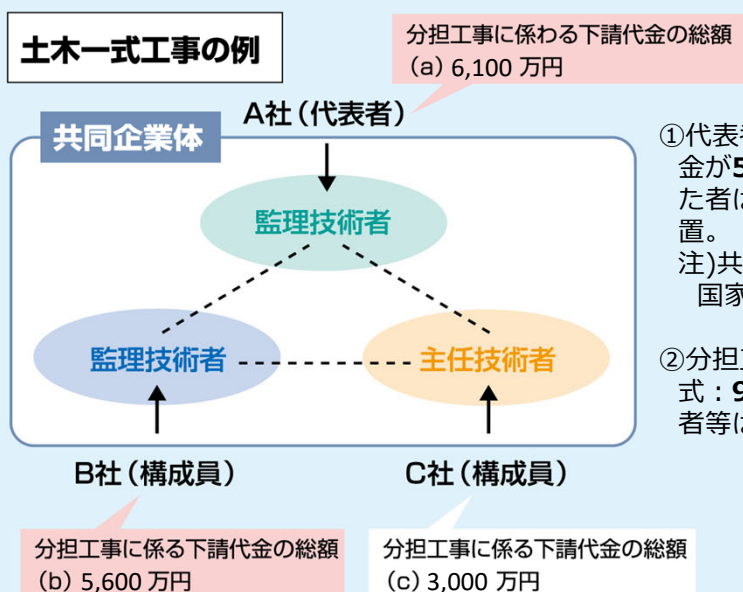 土木一式工事の例
分担工事に係わる下請代金の総額
(a) 6,100 万円
A社（代表者）
共同企業体
監理技術者
監理技術者
主任技術者
B社（構成員）
C社（構成員）
分担工事に係る下請代金の総額
(b) 5,600 万円
分担工事に係る下請代金の総額
(c) 3,000 万円
①代表者
金が5
た者は
置。
注)共
国家
②分担工
式：9
者等は